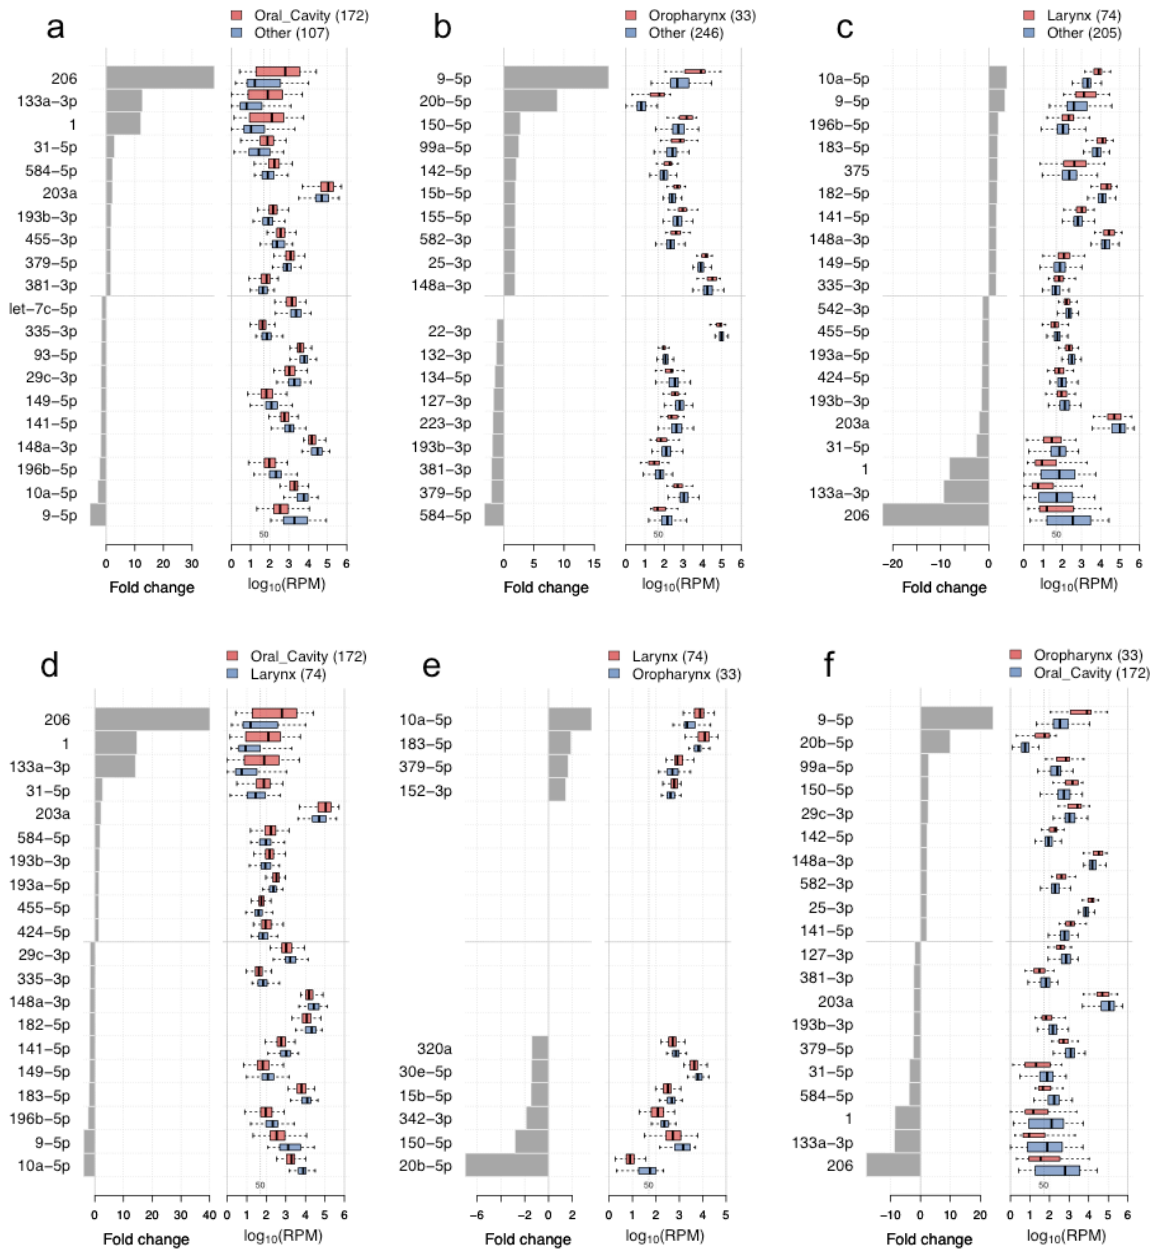 a
Oral_Cavity (172)
Other (107)
206
133a−3p
1
31−5p
584−5p
203a
193b−3p
455−3p
379−5p
381−3p
let−7c−5p
335−3p
93−5p
29c−3p
149−5p
141−5p
148a−3p
196b−5p
10a−5p
9−5p
50
0 10 20 30
0 1 2 3 4 5 6
Fold change
log10(RPM)
b
Oropharynx (33)
Other (246)
9−5p
20b−5p
150−5p
99a−5p
142−5p
15b−5p
155−5p
582−3p
25−3p
148a−3p
22−3p
132−3p
134−5p
127−3p
223−3p
193b−3p
381−3p
379−5p
584−5p
50
0 5 10 15
0 1 2 3 4 5 6
Fold change
log10(RPM)
c
Larynx (74)
Other (205)
10a−5p
9−5p
196b−5p
183−5p
375
182−5p
141−5p
148a−3p
149−5p
335−3p
542−3p
455−5p
193a−5p
424−5p
193b−3p
203a
31−5p
1
133a−3p
206
50
−20 −10 0
0 1 2 3 4 5 6
Fold change
log10(RPM)
d
Oral_Cavity (172)
Larynx (74)
206
1
133a−3p
31−5p
203a
584−5p
193b−3p
193a−5p
455−5p
424−5p
29c−3p
335−3p
148a−3p
182−5p
141−5p
149−5p
183−5p
196b−5p
9−5p
10a−5p
50
0 10 20 30 40
0 1 2 3 4 5 6
Fold change
log10(RPM)
e
Larynx (74)
Oropharynx (33)
10a−5p
183−5p
379−5p
152−3p
320a
30e−5p
15b−5p
342−3p
150−5p
20b−5p
50
−6 −4 −2 0 2
0 1 2 3 4 5
Fold change
log10(RPM)
f
Oropharynx (33)
Oral_Cavity (172)
9−5p
20b−5p
99a−5p
150−5p
29c−3p
142−5p
148a−3p
582−3p
25−3p
141−5p
127−3p
381−3p
203a
193b−3p
379−5p
31−5p
584−5p
1
133a−3p
206
50
−10 0 10 20
0 1 2 3 4 5 6
Fold change
log10(RPM)